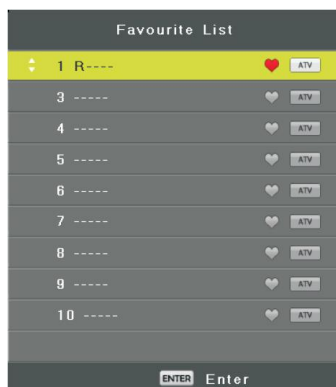 Favourite List
1 R---- ATV
3 ----- ATV
4 ----- ATV
5 ----- ATV
6 ----- ATV
7 ----- ATV
8 ----- ATV
9 ----- ATV
10 ----- ATV
ENTER Enter